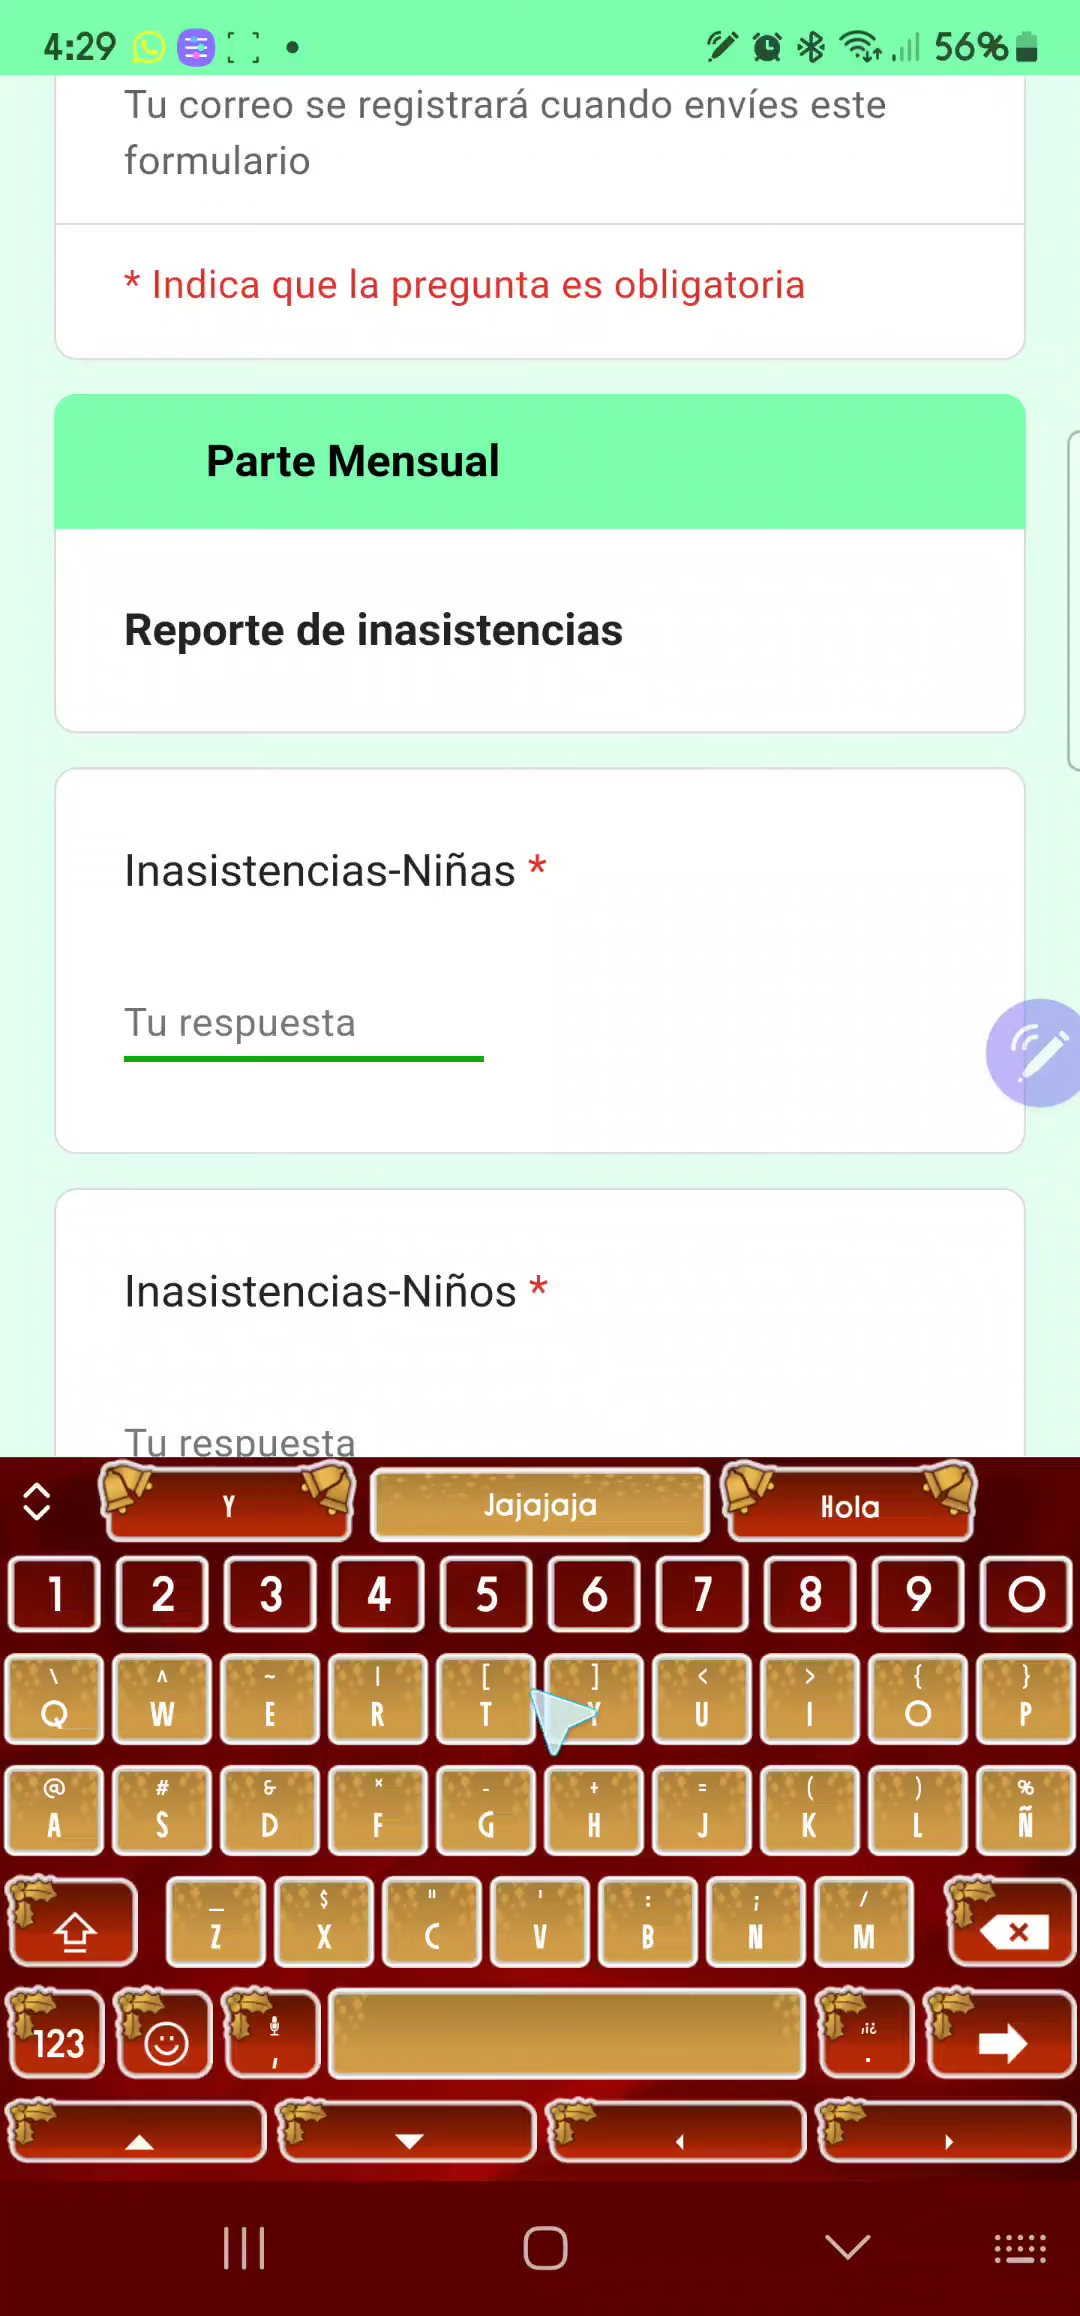 4:29
56%
Tu correo se registrará cuando envíes este
formulario
* Indica que la pregunta es obligatoria
Parte Mensual
Reporte de inasistencias
Inasistencias-Niñas *
Tu respuesta
Inasistencias-Niños *
Tu respuesta
Y Jajajaja Hola
1 2 3 4 5 6 7 8 9 0
\ ^ ~ | [ ] < > { }
Q W E R T Y U I O P
@ # & * - + = ( ) %
A S D F G H J K L Ñ
_ $ " ' : ; /
Z X C V B N M
123 , ,¡¿ .